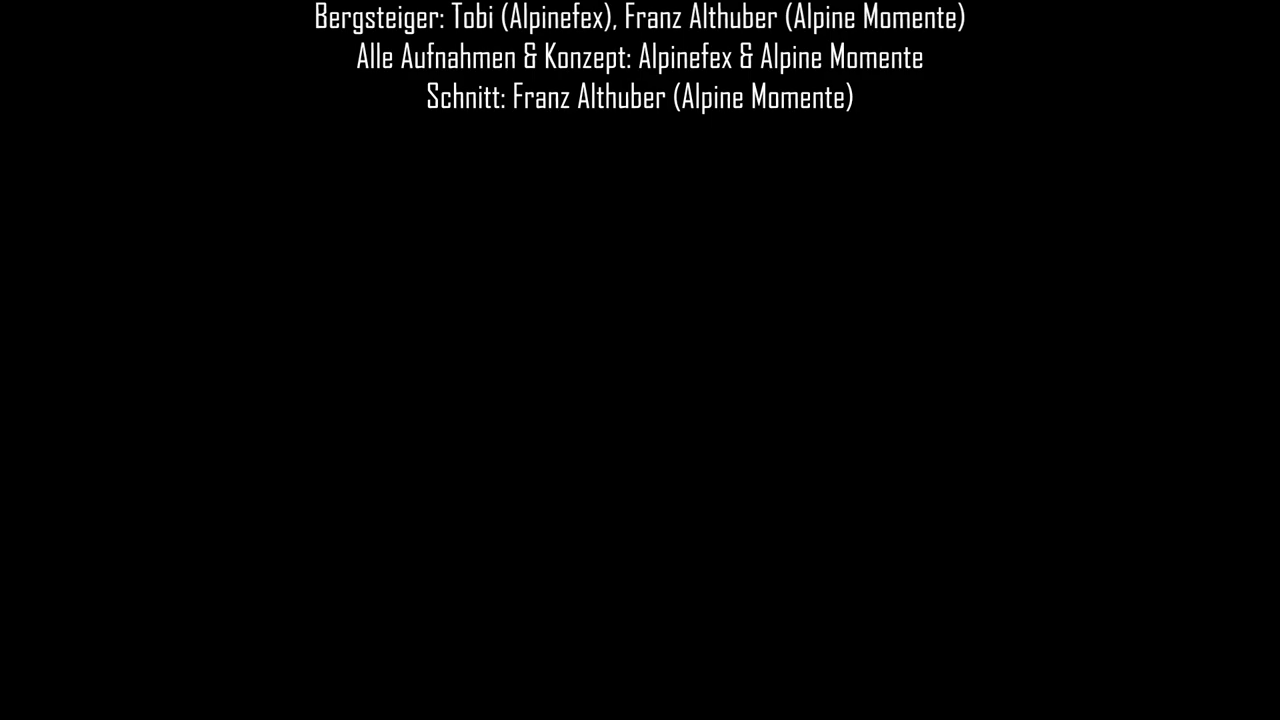 Bergsteiger: Tobi (Alpinefex), Franz Althuber (Alpine Momente)
Alle Aufnahmen & Konzept: Alpinefex & Alpine Momente
Schnitt: Franz Althuber (Alpine Momente)